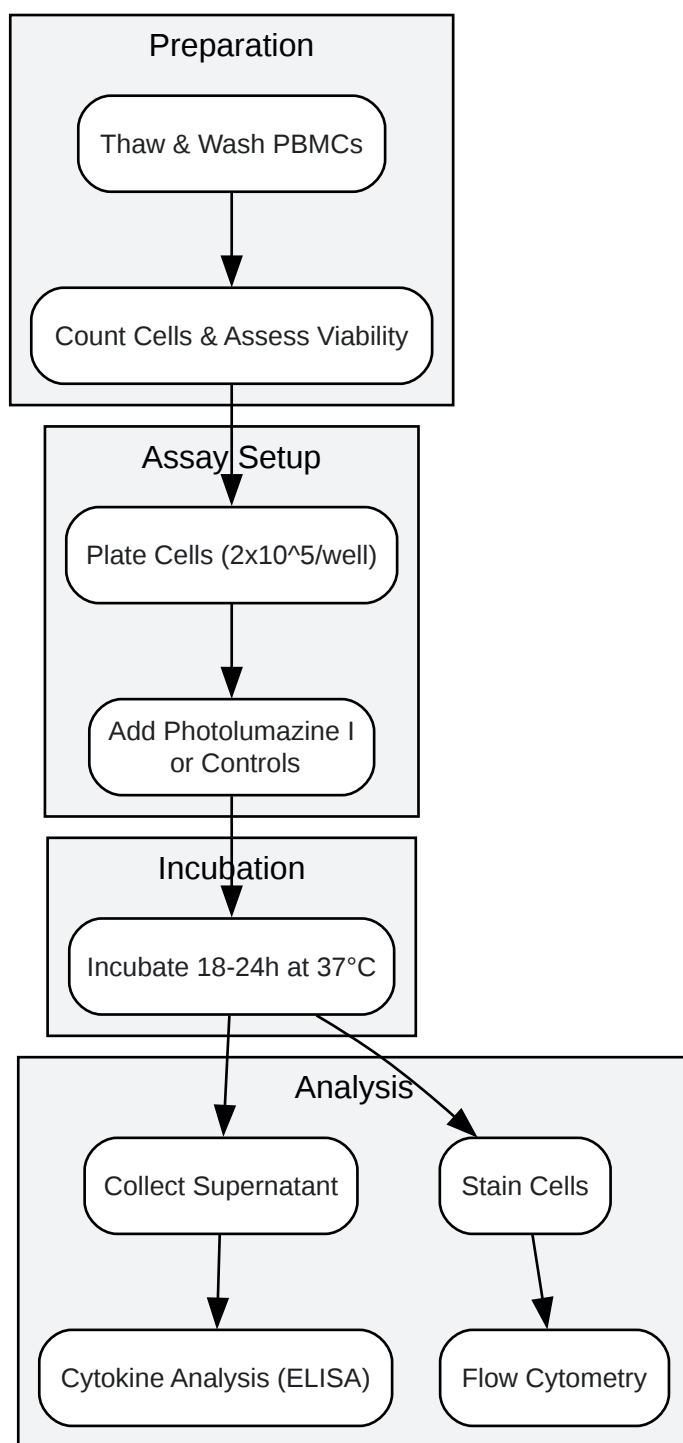 Preparation
Thaw & Wash PBMCs
Count Cells & Assess Viability
Assay Setup
Plate Cells (2x10^5/well)
Add Photolumazine I
or Controls
Incubation
Incubate 18-24h at 37°C
Analysis
Collect Supernatant
Stain Cells
Cytokine Analysis (ELISA)
Flow Cytometry